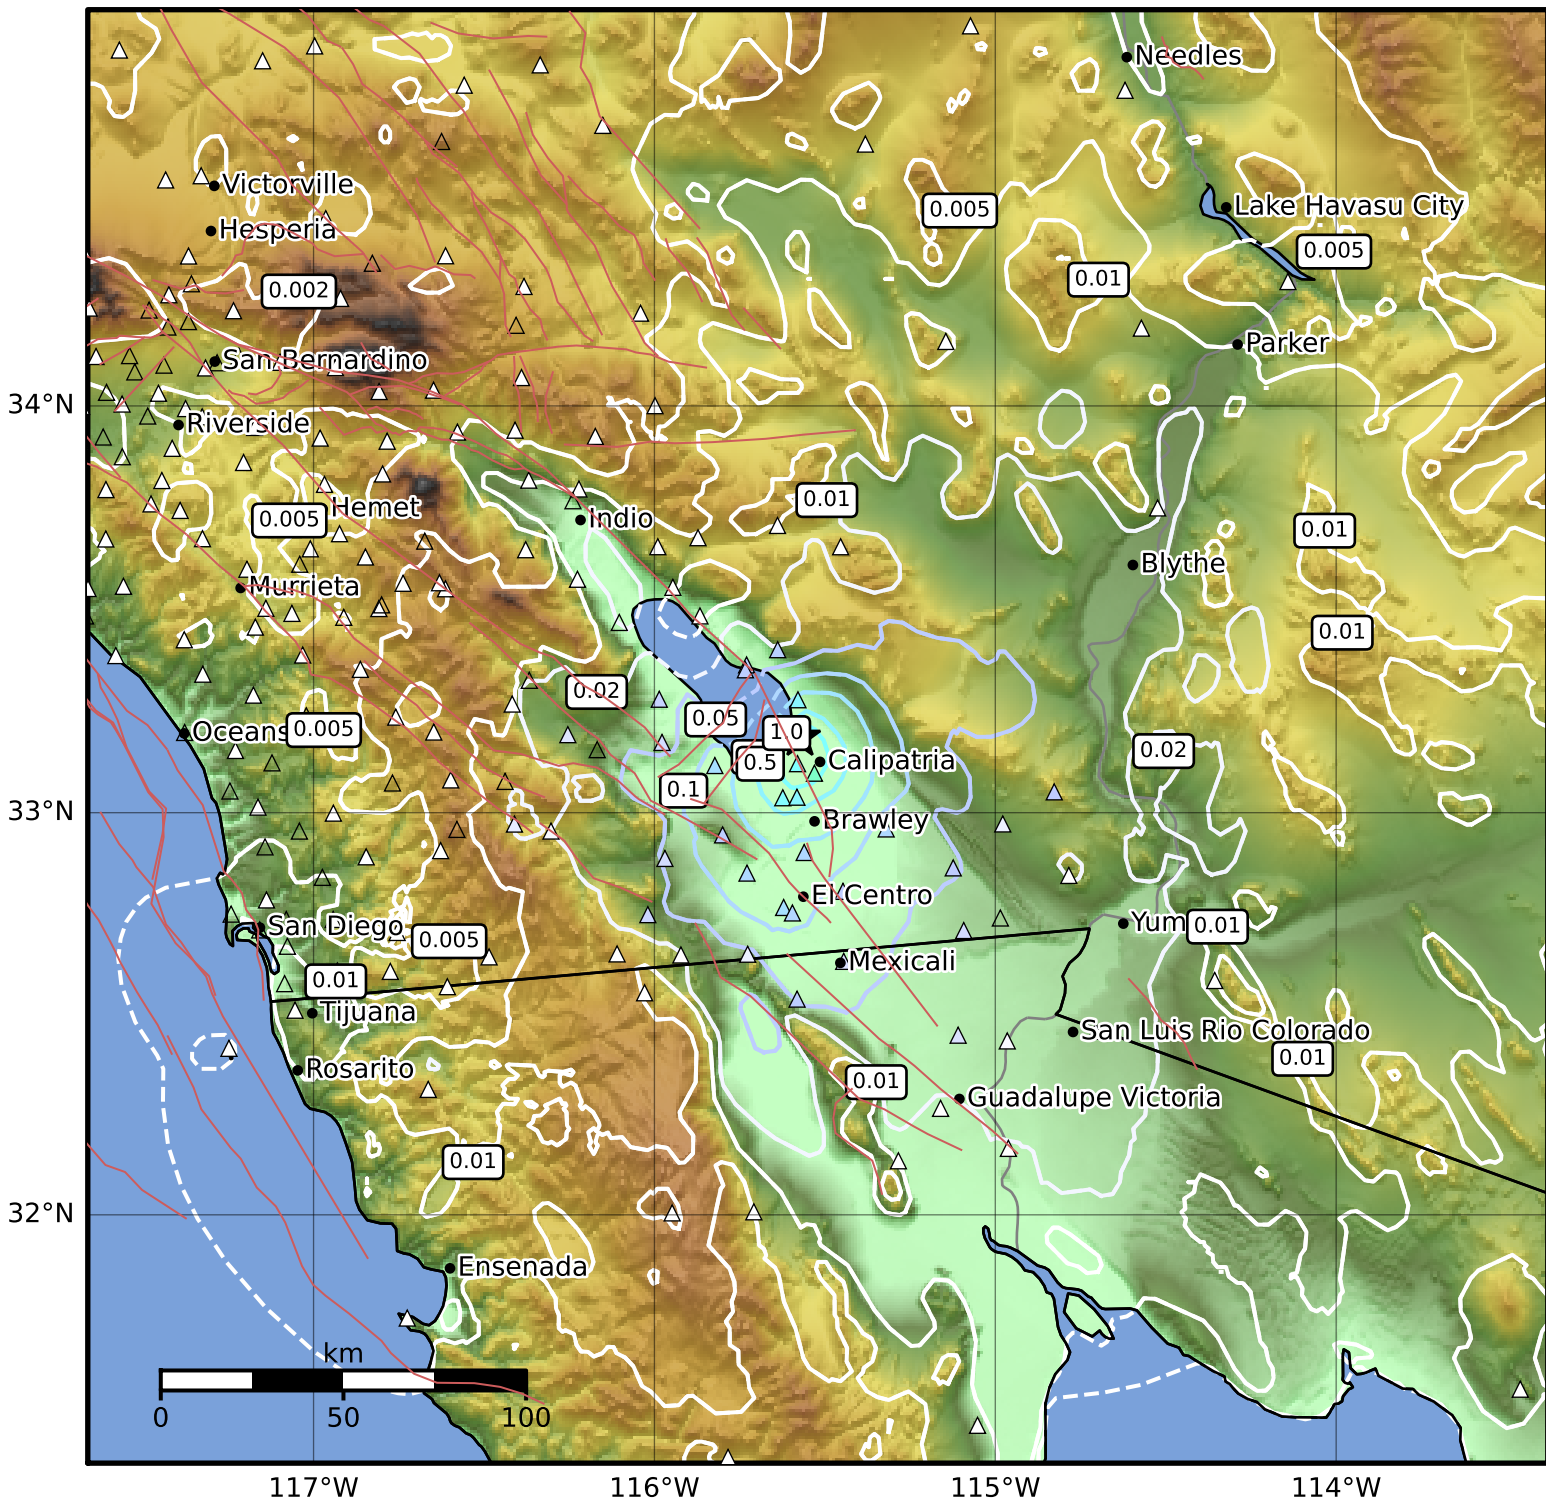 Needles
Victorville
Lake Havasu City
0.005
Hesperia
0.005
0.01
0.002
Parker
San Bernardino
34°N
Riverside
0.01
Hemet
0.005
Indio
0.01
Blythe
Murrieta
0.01
0.02
0.05
Oceans
0.005
1.0
0.02
0.5
Calipatria
0.1
33°N
Brawley
El Centro
San Diego
Yum
0.01
0.005
Mexicali
0.01
Tijuana
San Luis Rio Colorado
0.01
Rosarito
0.01
Guadalupe Victoria
0.01
32°N
Ensenada
km
0 50 100
117°W 116°W 115°W 114°W